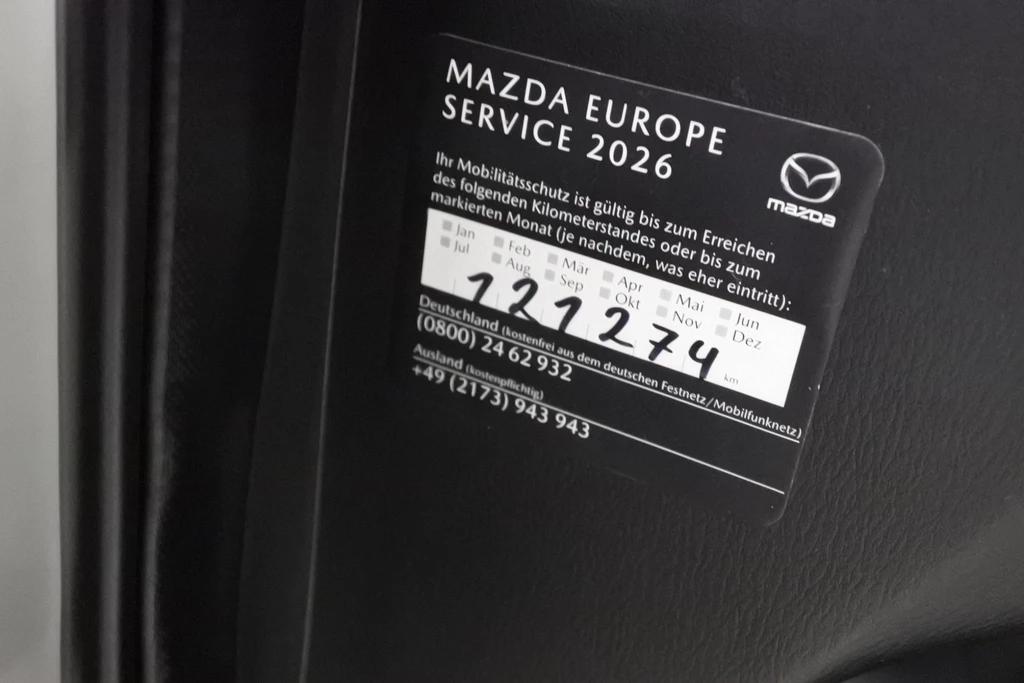 MAZDA EUROPE
SERVICE 2026
mazda
Ihr Mobilitätsschutz ist gültig bis zum Erreichen
des folgenden Kilometerstandes oder bis zum
markierten Monat (je nachdem, was eher eintritt):
Jan Feb Mär Apr Mai Jun
Jul Aug Sep Okt Nov Dez
121274 km
Deutschland (kostenfrei aus dem deutschen Festnetz/Mobilfunknetz)
(0800) 24 62 932
Ausland (kostenpflichtig)
+49 (2173) 943 943